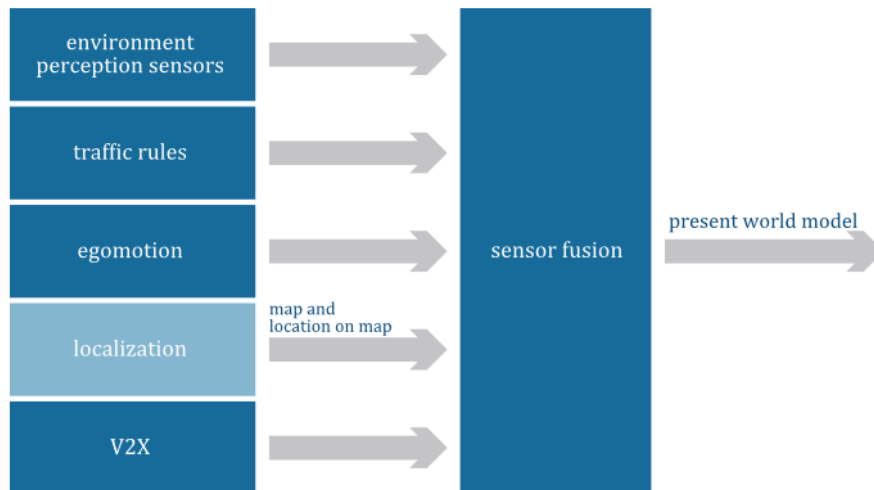 environment
perception sensors
traffic rules
egomotion
localization
V2X
map and
location on map
sensor fusion
present world model